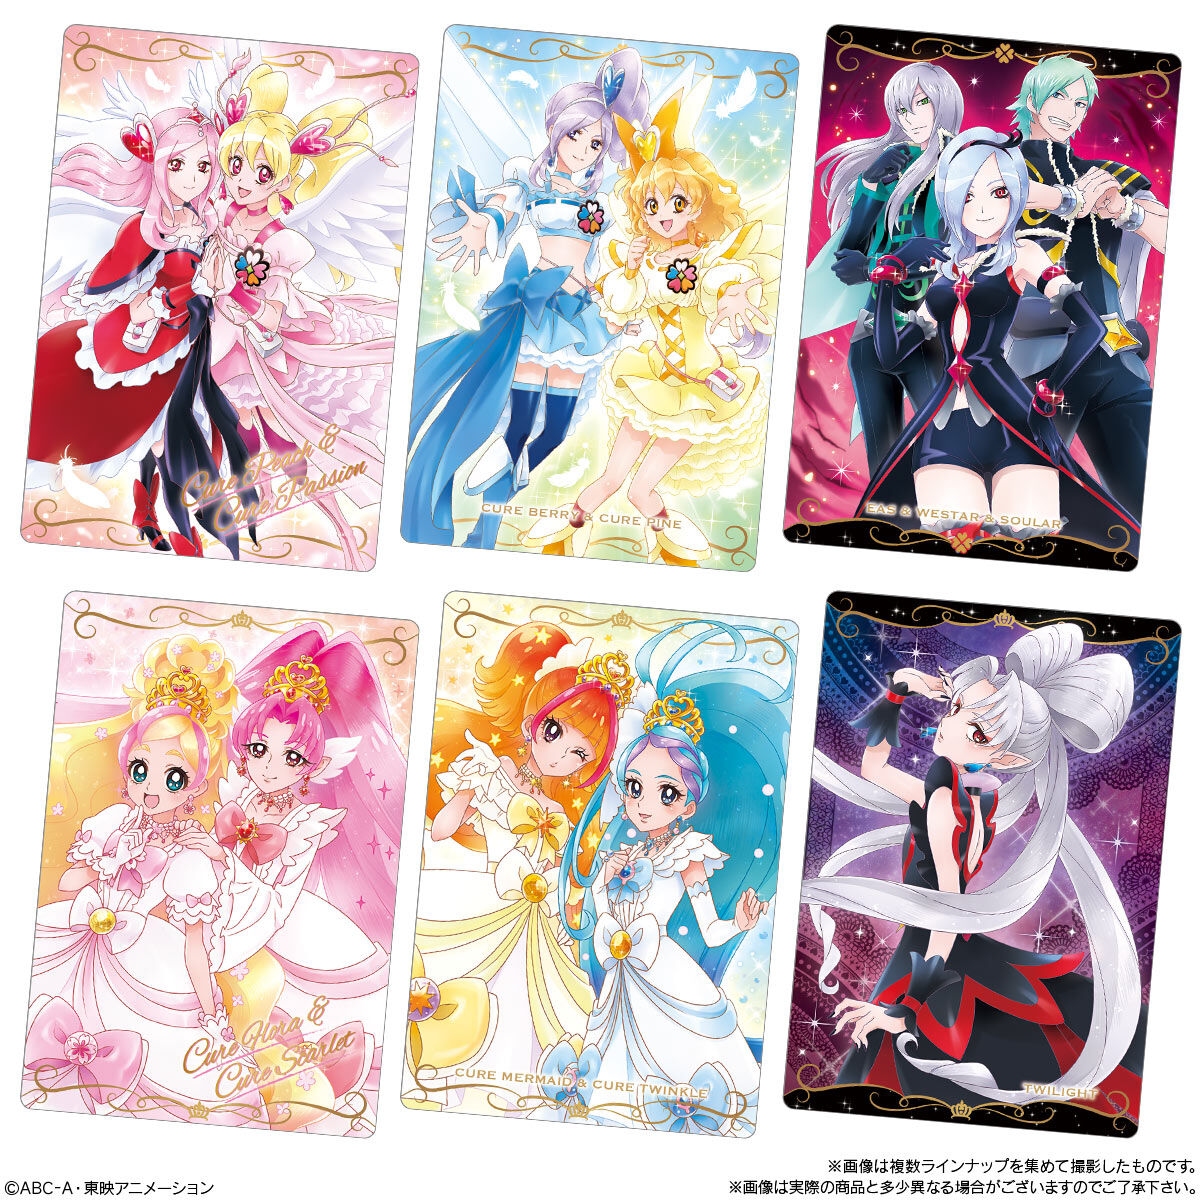 Cure Peach &
Cure Passion
CURE BERRY & CURE PINE
EAS & WESTAR & SOULAR
Cure Flora &
Cure Scarlet
CURE MERMAID & CURE TWINKLE
TWILIGHT
※画像は複数ラインナップを集めて撮影したものです。
©ABC-A・東映アニメーション
※画像は実際の商品と多少異なる場合がございますのでご了承下さい。